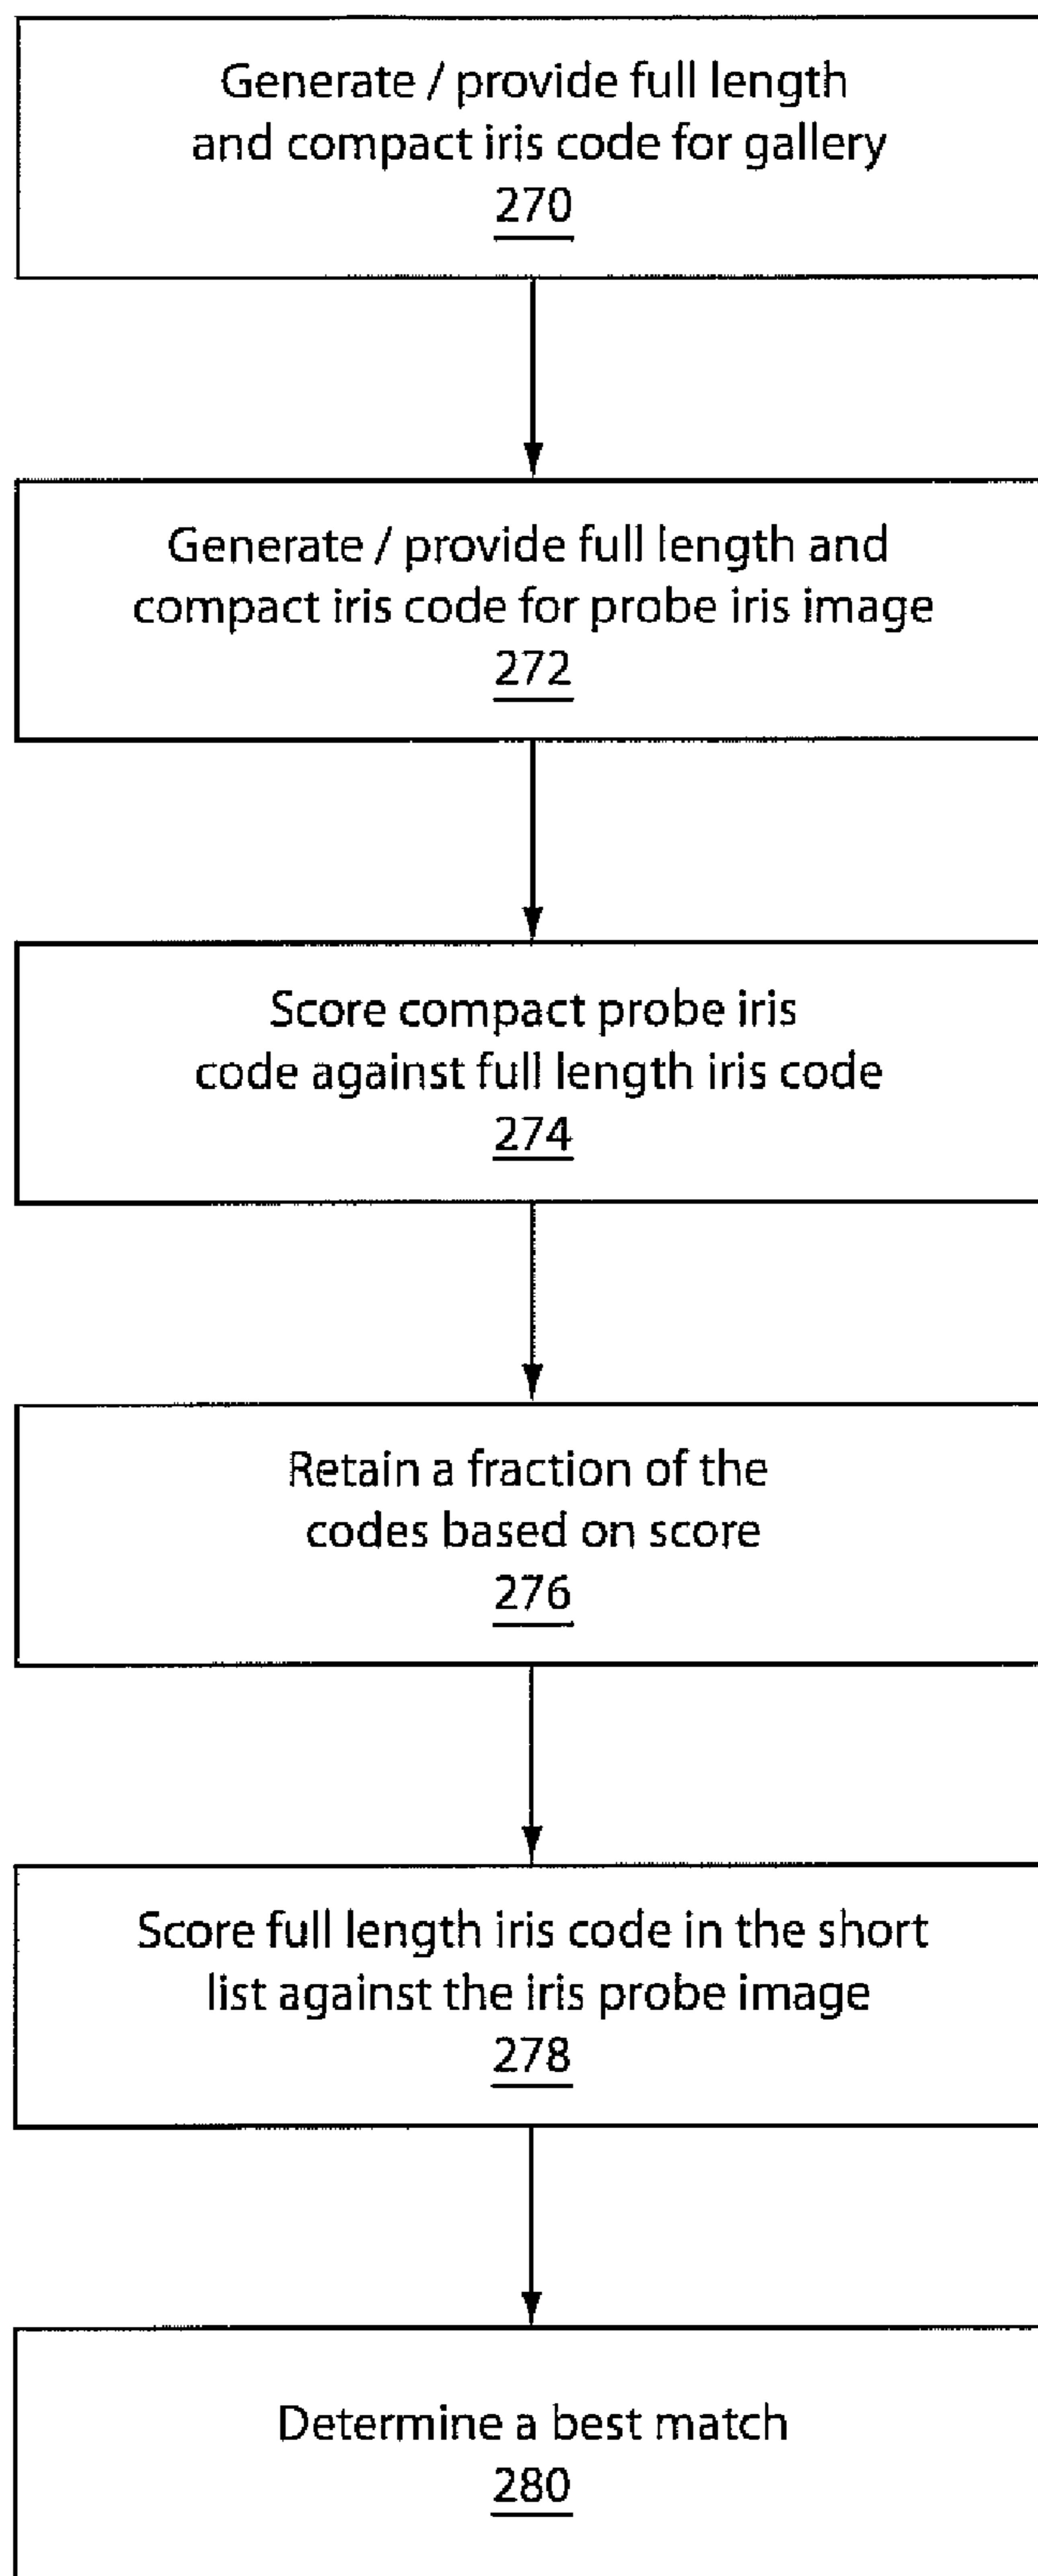 Generate / provide full length
and compact iris code for gallery
270
Generate / provide full length and
compact iris code for probe iris image
272
Score compact probe iris
code against full length iris code
274
Retain a fraction of the
codes based on score
276
Score full length iris code in the short
list against the iris probe image
278
Determine a best match
280